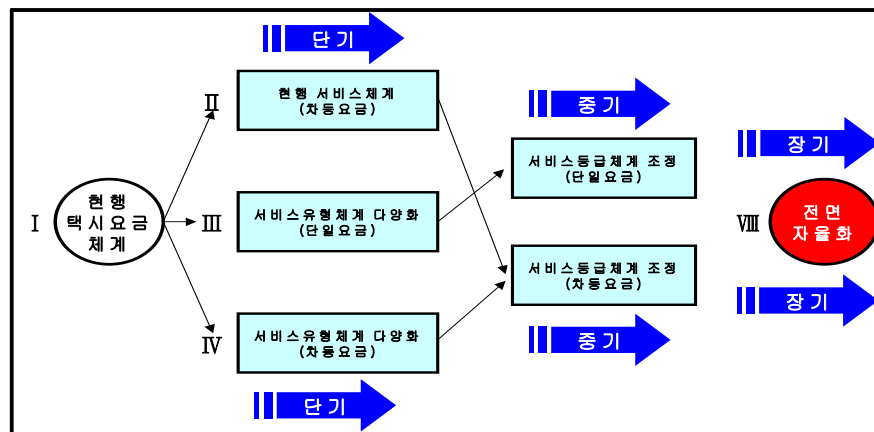 단기
Ⅱ
현행 서비스체계
(차등요금)
중기
장기
서비스등급체계 조정
(단일요금)
Ⅰ
현행
택시요금
체계
Ⅲ
서비스유형체계 다양화
(단일요금)
Ⅷ
전면
자율화
서비스등급체계 조정
(차등요금)
장기
Ⅳ
서비스유형체계 다양화
(차등요금)
중기
단기